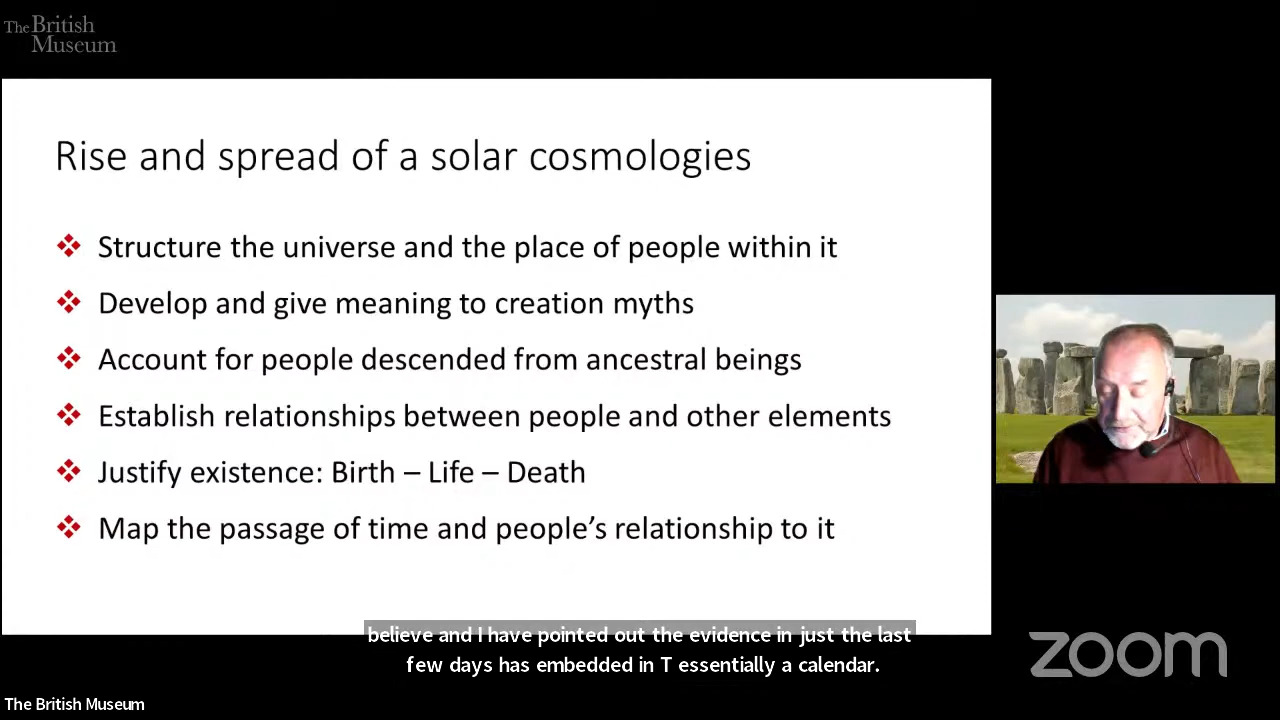 The British
Museum
Rise and spread of a solar cosmologies
❖ Structure the universe and the place of people within it
❖ Develop and give meaning to creation myths
❖ Account for people descended from ancestral beings
❖ Establish relationships between people and other elements
❖ Justify existence: Birth – Life – Death
❖ Map the passage of time and people’s relationship to it
believe and I have pointed out the evidence in just the last
few days has embedded in T essentially a calendar.
zoom
The British Museum